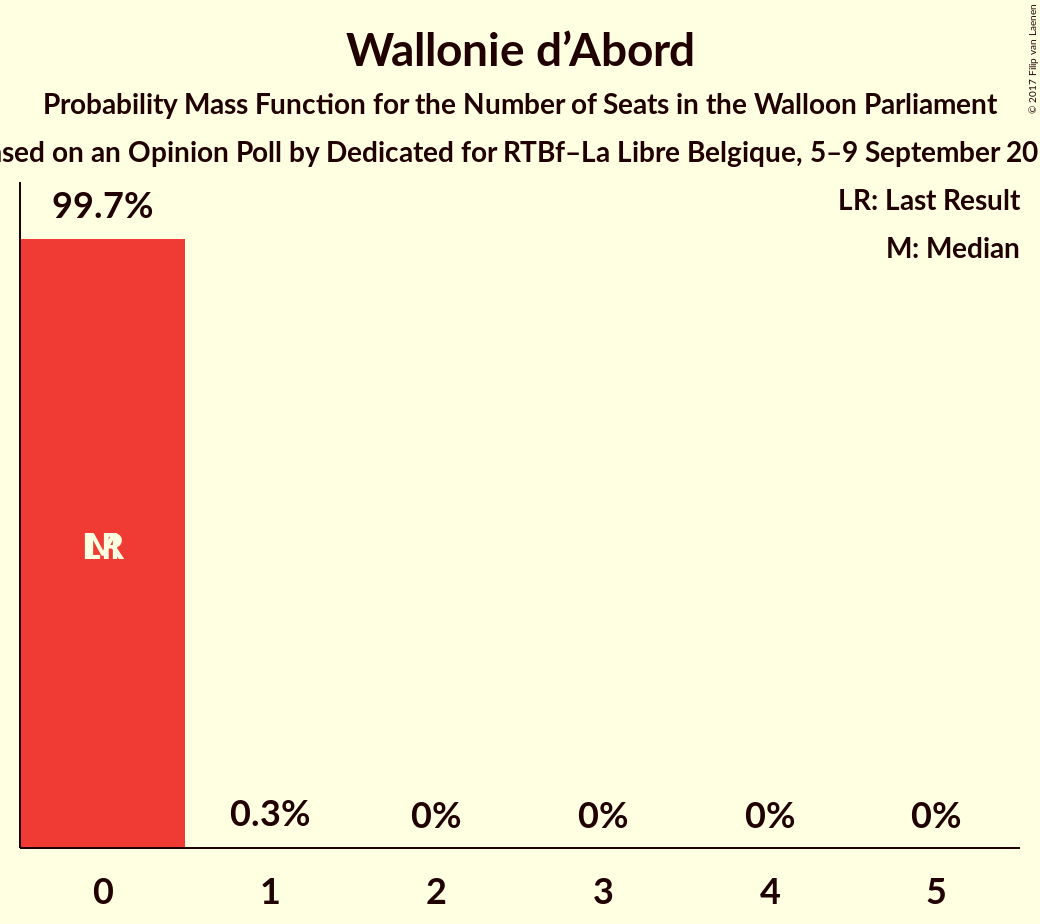 Wallonie d’Abord
Probability Mass Function for the Number of Seats in the Walloon Parliament
on an Opinion Poll by Dedicated for RTBf–La Libre Belgique, 5–9 September
LR: Last Result
M: Median
99.7%
LR
M
0.3%
0%
0%
0%
0%
0
1
2
3
4
5
© 2017 Filip van Laenen